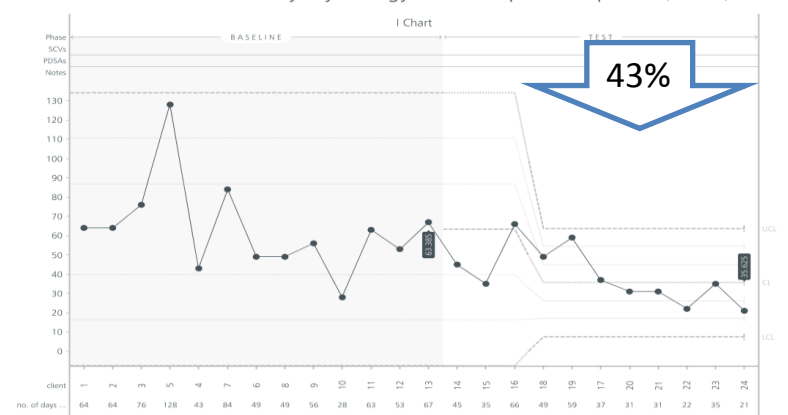 I Chart
Phase BASELINE TEST
SCVs
PDSAs
Notes
43%
130
120
110
100
90
80
70
60
50
40
30
20
10
0
63.385
35.625
UCL
CL
LCL
client 1 2 3 5 4 7 6 8 9 10 11 12 13 14 15 16 18 19 17 20 21 22 23 24
no. of days ... 64 64 76 128 43 84 49 49 56 28 63 53 67 45 35 66 49 59 37 31 31 22 35 21